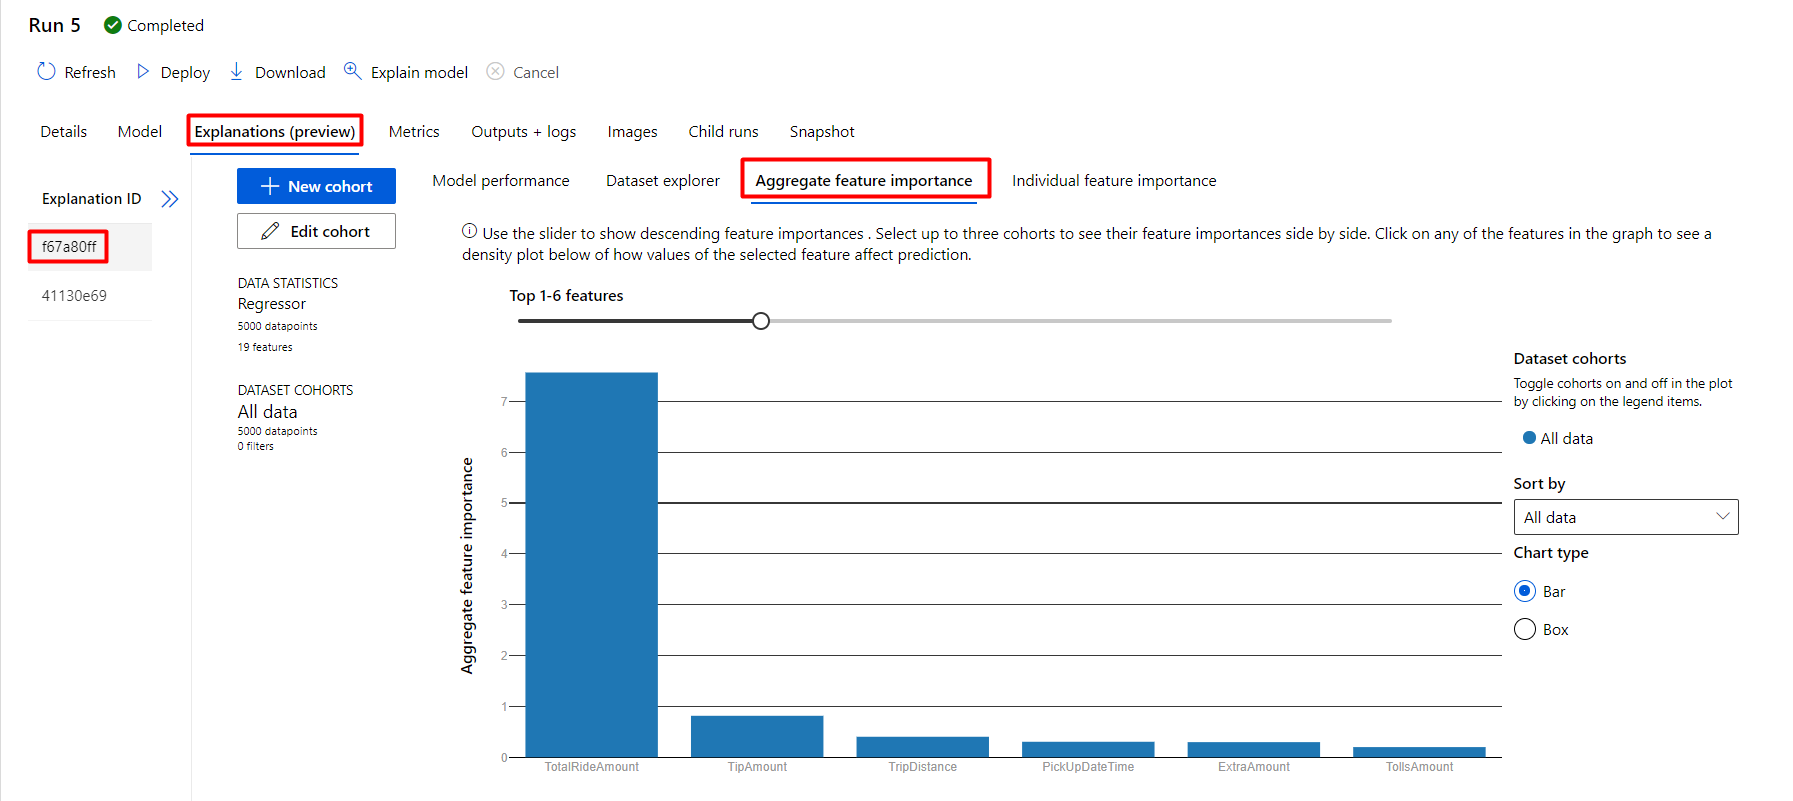 Run 5 Completed
Refresh Deploy Download Explain model Cancel
Details Model Explanations (preview) Metrics Outputs + logs Images Child runs Snapshot
Explanation ID
f67a80ff
41130e69
New cohort
Edit cohort
DATA STATISTICS
Regressor
5000 datapoints
19 features
DATASET COHORTS
All data
5000 datapoints
0 filters
Model performance Dataset explorer Aggregate feature importance Individual feature importance
Use the slider to show descending feature importances . Select up to three cohorts to see their feature importances side by side. Click on any of the features in the graph to see a
density plot below of how values of the selected feature affect prediction.
Top 1-6 features
Aggregate feature importance
7
6
5
4
3
2
1
0
TotalRideAmount TipAmount TripDistance PickUpDateTime ExtraAmount TollsAmount
Dataset cohorts
Toggle cohorts on and off in the plot
by clicking on the legend items.
All data
Sort by
All data
Chart type
Bar
Box